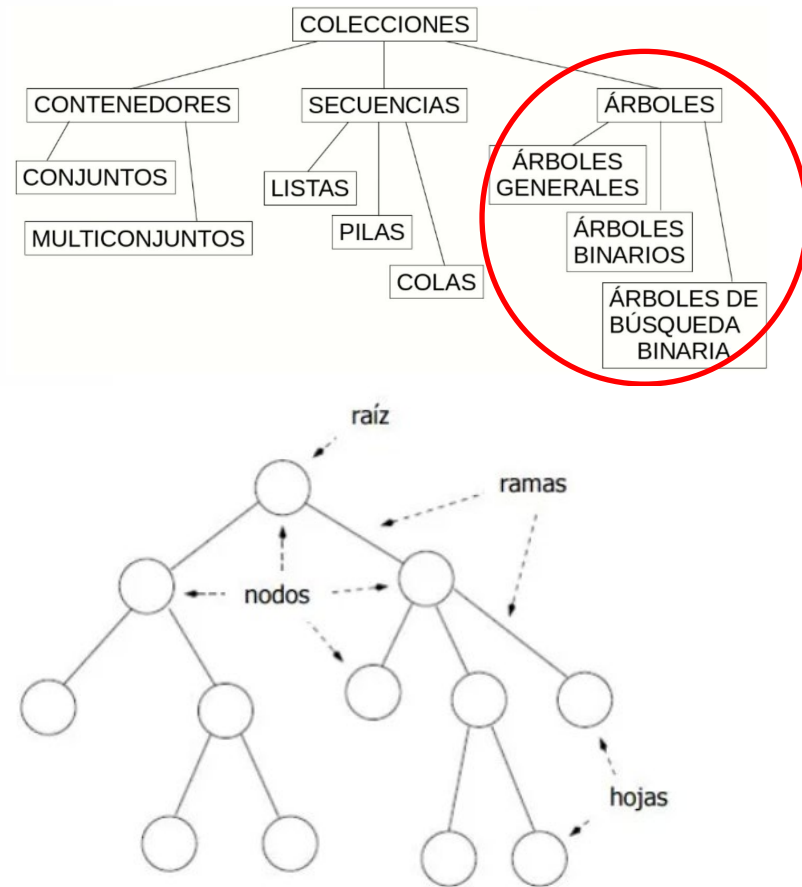 COLECCIONES
CONTENEDORES
SECUENCIAS
ÁRBOLES
CONJUNTOS
MULTICONJUNTOS
LISTAS
PILAS
COLAS
ÁRBOLES
GENERALES
ÁRBOLES
BINARIOS
ÁRBOLES DE
BÚSQUEDA
BINARIA
raíz
ramas
nodos
hojas